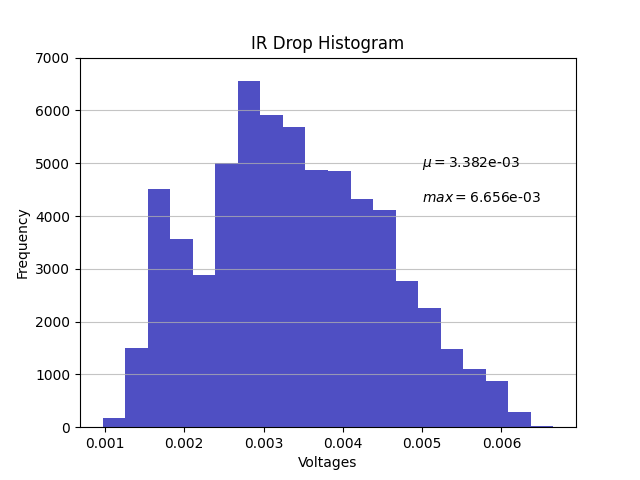 IR Drop Histogram
7000
6000
5000
4000
3000
2000
1000
0
Frequency
μ = 3.382e-03
max = 6.656e-03
0.001 0.002 0.003 0.004 0.005 0.006
Voltages